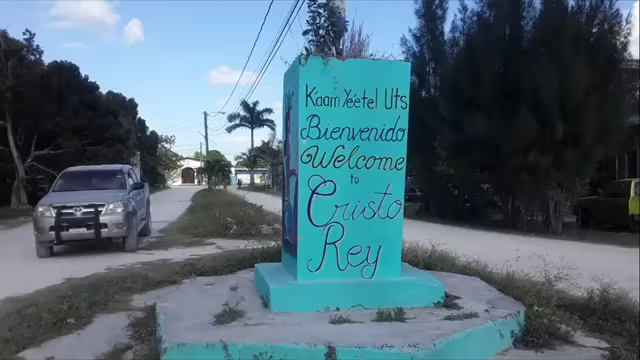 Kaam Yéetel Uts
Bienvenido
Welcome
to
Cristo
Rey